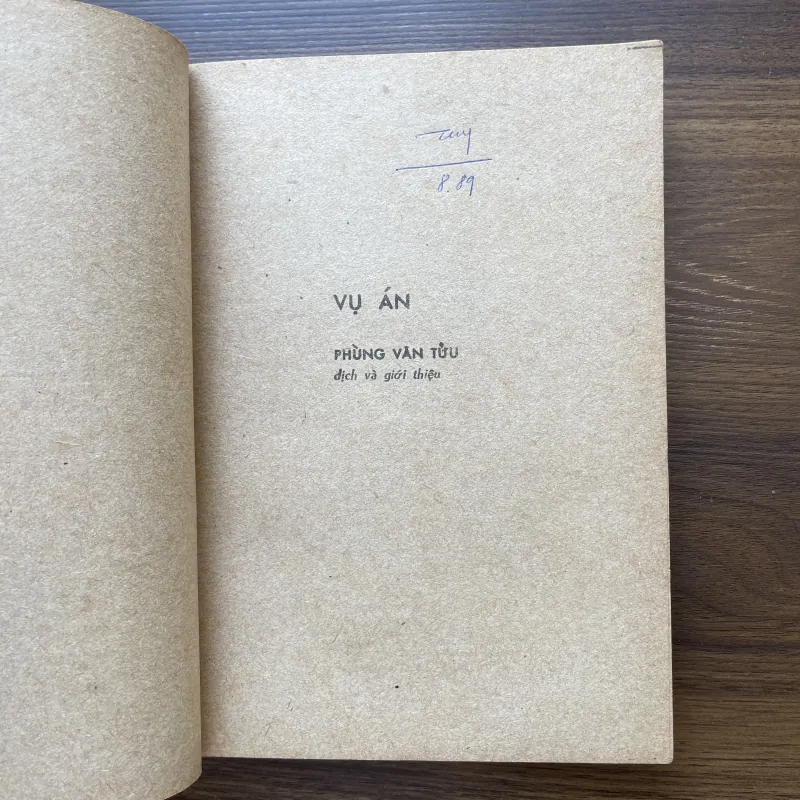 8.89
VỤ ÁN
PHÙNG VĂN TỬU
dịch và giới thiệu